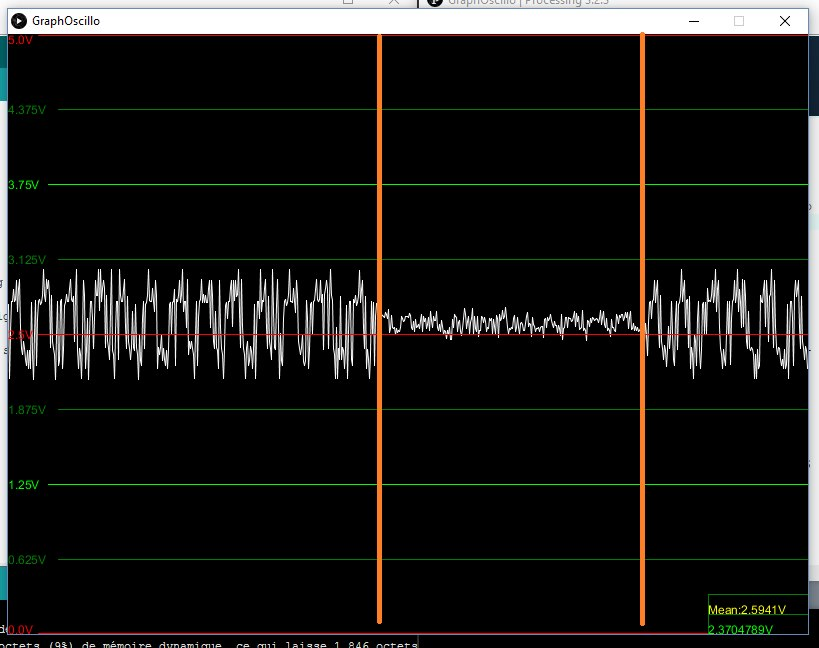 GraphOscillo | Processing 3.2.3
GraphOscillo
5.0V
4.375V
3.75V
3.125V
2.5V
1.875V
1.25V
0.625V
Mean:2.5941V
2.3704789V
0.0V
octets (9%) de mémoire dynamique, ce qui laisse 1 846 octets